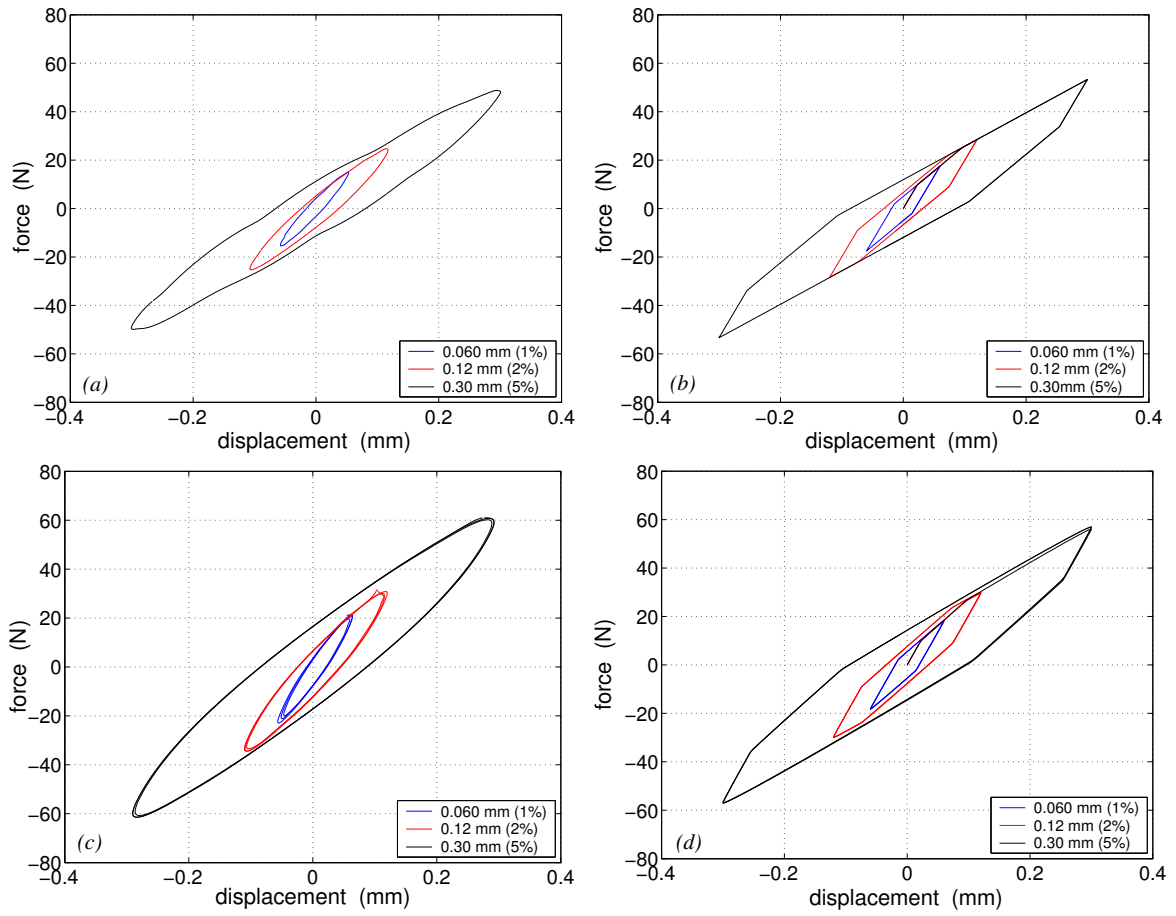 80
60
40
20
0
−20
−40
−60
−80
force (N)
−0.4
−0.2
0
0.2
0.4
displacement (mm)
(a)
0.060 mm (1%)
0.12 mm (2%)
0.30 mm (5%)
80
60
40
20
0
−20
−40
−60
−80
force (N)
−0.4
−0.2
0
0.2
0.4
displacement (mm)
(b)
0.060 mm (1%)
0.12 mm (2%)
0.30mm (5%)
80
60
40
20
0
−20
−40
−60
−80
force (N)
−0.4
−0.2
0
0.2
0.4
displacement (mm)
(c)
0.060 mm (1%)
0.12 mm (2%)
0.30 mm (5%)
80
60
40
20
0
−20
−40
−60
−80
force (N)
−0.4
−0.2
0
0.2
0.4
displacement (mm)
(d)
0.060 mm (1%)
0.12 mm (2%)
0.30 mm (5%)